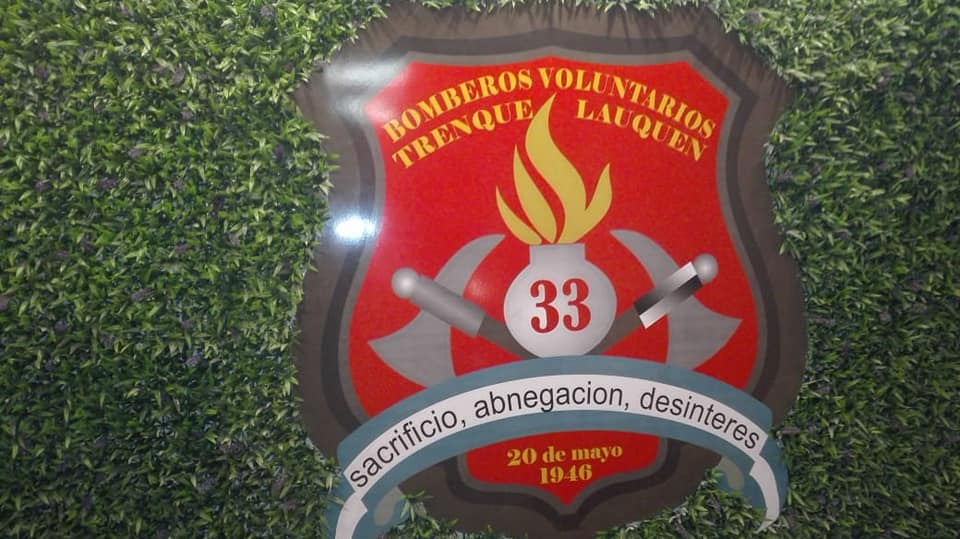 BOMBEROS VOLUNTARIOS
TRENQUE LAUQUEN
33
sacrificio, abnegacion, desinteres
20 de mayo
1946